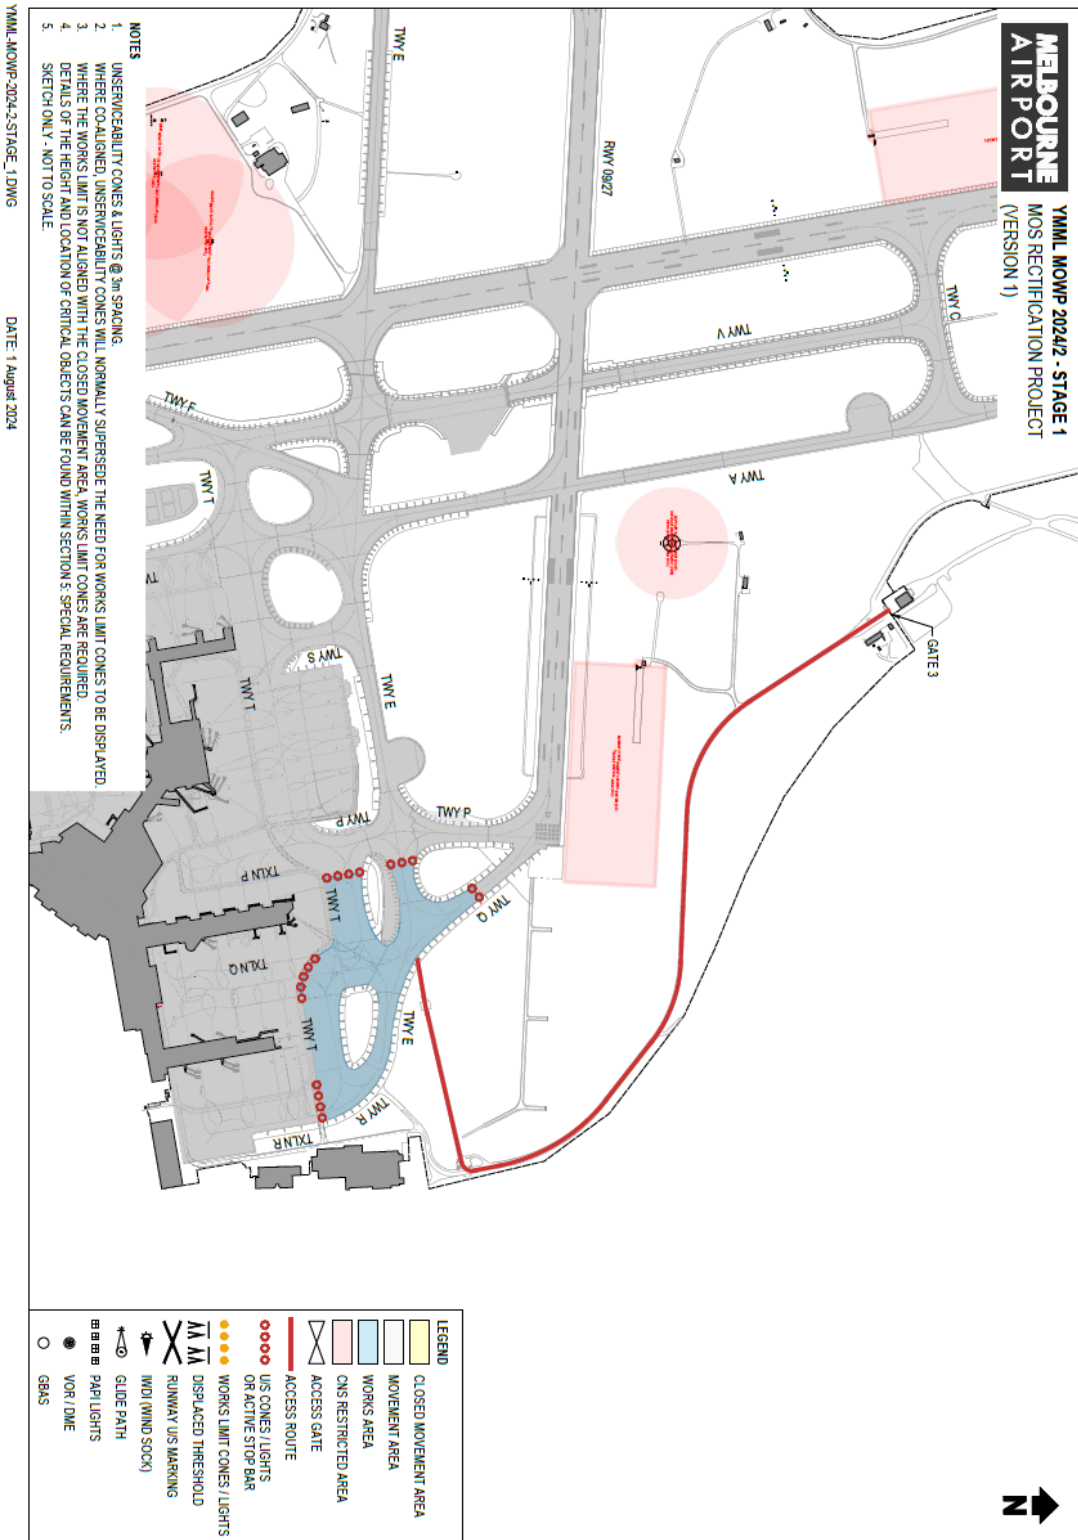 MELBOURNE
AIRPORT
YMML MOWP 2024/2 - STAGE 1
MOS RECTIFICATION PROJECT
(VERSION 1)
TWY E
RWY 09/27
TWY C
TWY V
TWY F
TWY A
TWY T
TWY S
TWY T
TWY E
GATE 3
TWY P
TWY P
TXLN P
TWY T
TWY Q
TXLN Q
TWY T
TWY E
TWY R
TXLN R
NOTES
1. UNSERVICEABILITY CONES & LIGHTS @ 3m SPACING.
2. WHERE CO-ALIGNED, UNSERVICEABILITY CONES WILL NORMALLY SUPERSEDE THE NEED FOR WORKS LIMIT CONES TO BE DISPLAYED.
3. WHERE THE WORKS LIMIT IS NOT ALIGNED WITH THE CLOSED MOVEMENT AREA, WORKS LIMIT CONES ARE REQUIRED.
4. DETAILS OF THE HEIGHT AND LOCATION OF CRITICAL OBJECTS CAN BE FOUND WITHIN SECTION 5: SPECIAL REQUIREMENTS.
5. SKETCH ONLY - NOT TO SCALE.
LEGEND
CLOSED MOVEMENT AREA
MOVEMENT AREA
WORKS AREA
CNS RESTRICTED AREA
ACCESS GATE
ACCESS ROUTE
U/S CONES / LIGHTS
OR ACTIVE STOP BAR
WORKS LIMIT CONES / LIGHTS
DISPLACED THRESHOLD
RUNWAY U/S MARKING
IWDI (WIND SOCK)
GLIDE PATH
PAPI LIGHTS
VOR / DME
GBAS
N
YMML-MOWP-2024-2-STAGE_1.DWG
DATE: 1 August 2024